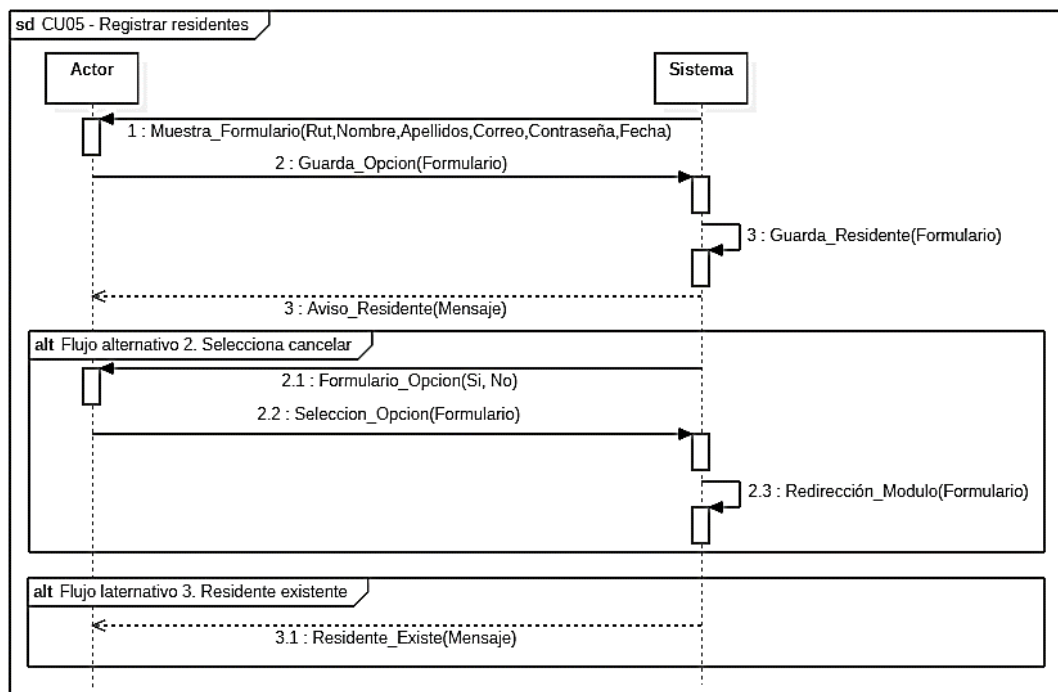 sd CU05 - Registrar residentes
Actor
Sistema
1 : Muestra_Formulario(Rut,Nombre,Apellidos,Correo,Contraseña,Fecha)
2 : Guarda_Opcion(Formulario)
3 : Guarda_Residente(Formulario)
3 : Aviso_Residente(Mensaje)
alt Flujo alternativo 2. Selecciona cancelar
2.1 : Formulario_Opcion(Si, No)
2.2 : Seleccion_Opcion(Formulario)
2.3 : Redirección_Modulo(Formulario)
alt Flujo laternativo 3. Residente existente
3.1 : Residente_Existe(Mensaje)